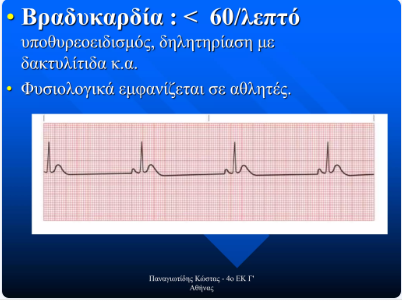 • Βραδυκαρδία : < 60/λεπτό
υποθυρεοειδισμός, δηλητηρίαση με
δακτυλίτιδα κ.α.
• Φυσιολογικά εμφανίζεται σε αθλητές.
Παναγιωτίδης Κώστας - 4ο ΕΚ Γ'
Αθήνας